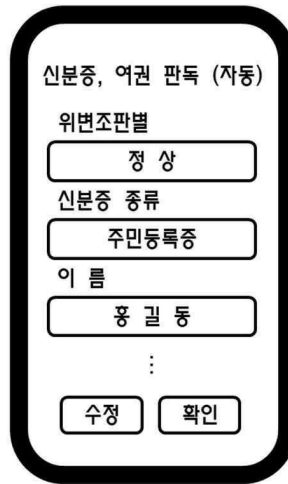 신분증, 여권 판독 (자동)
위변조판별
정 상
신분증 종류
주민등록증
이 름
홍 길 동
⋮
수정 확인